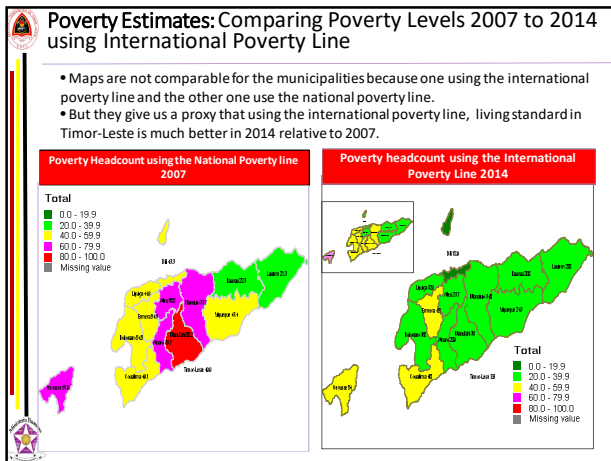 Poverty Estimates: Comparing Poverty Levels 2007 to 2014
using International Poverty Line
• Maps are not comparable for the municipalities because one using the international
poverty line and the other one use the national poverty line.
• But they give us a proxy that using the international poverty line, living standard in
Timor-Leste is much better in 2014 relative to 2007.
Poverty Headcount using the National Poverty line
2007
Total
0.0 - 19.9
20.0 - 39.9
40.0 - 59.9
60.0 - 79.9
80.0 - 100.0
Missing value
Poverty headcount using the International
Poverty Line 2014
Total
0.0 - 19.9
20.0 - 39.9
40.0 - 59.9
60.0 - 79.9
80.0 - 100.0
Missing value